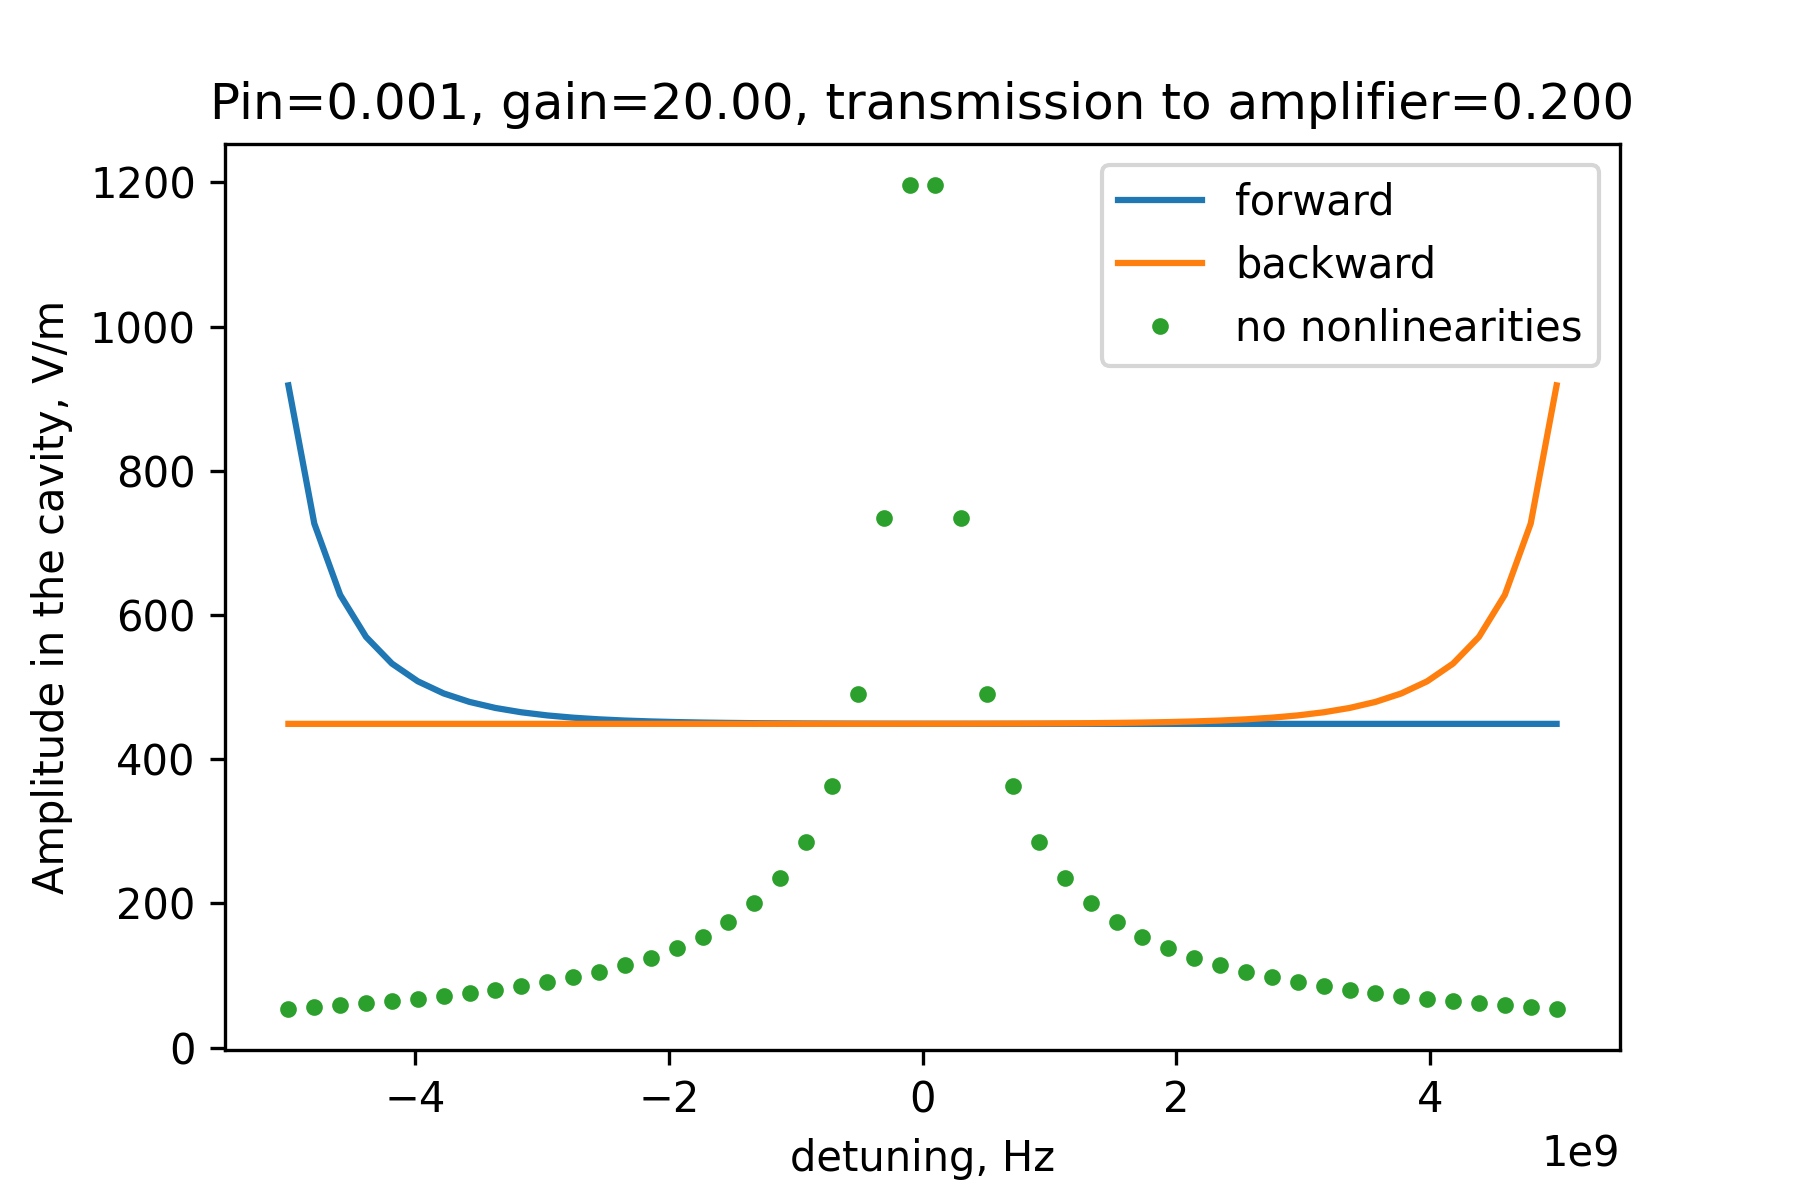 Pin=0.001, gain=20.00, transmission to amplifier=0.200
1200
1000
800
600
400
200
0
Amplitude in the cavity, V/m
forward
backward
no nonlinearities
−4
−2
0
2
4
1e9
detuning, Hz